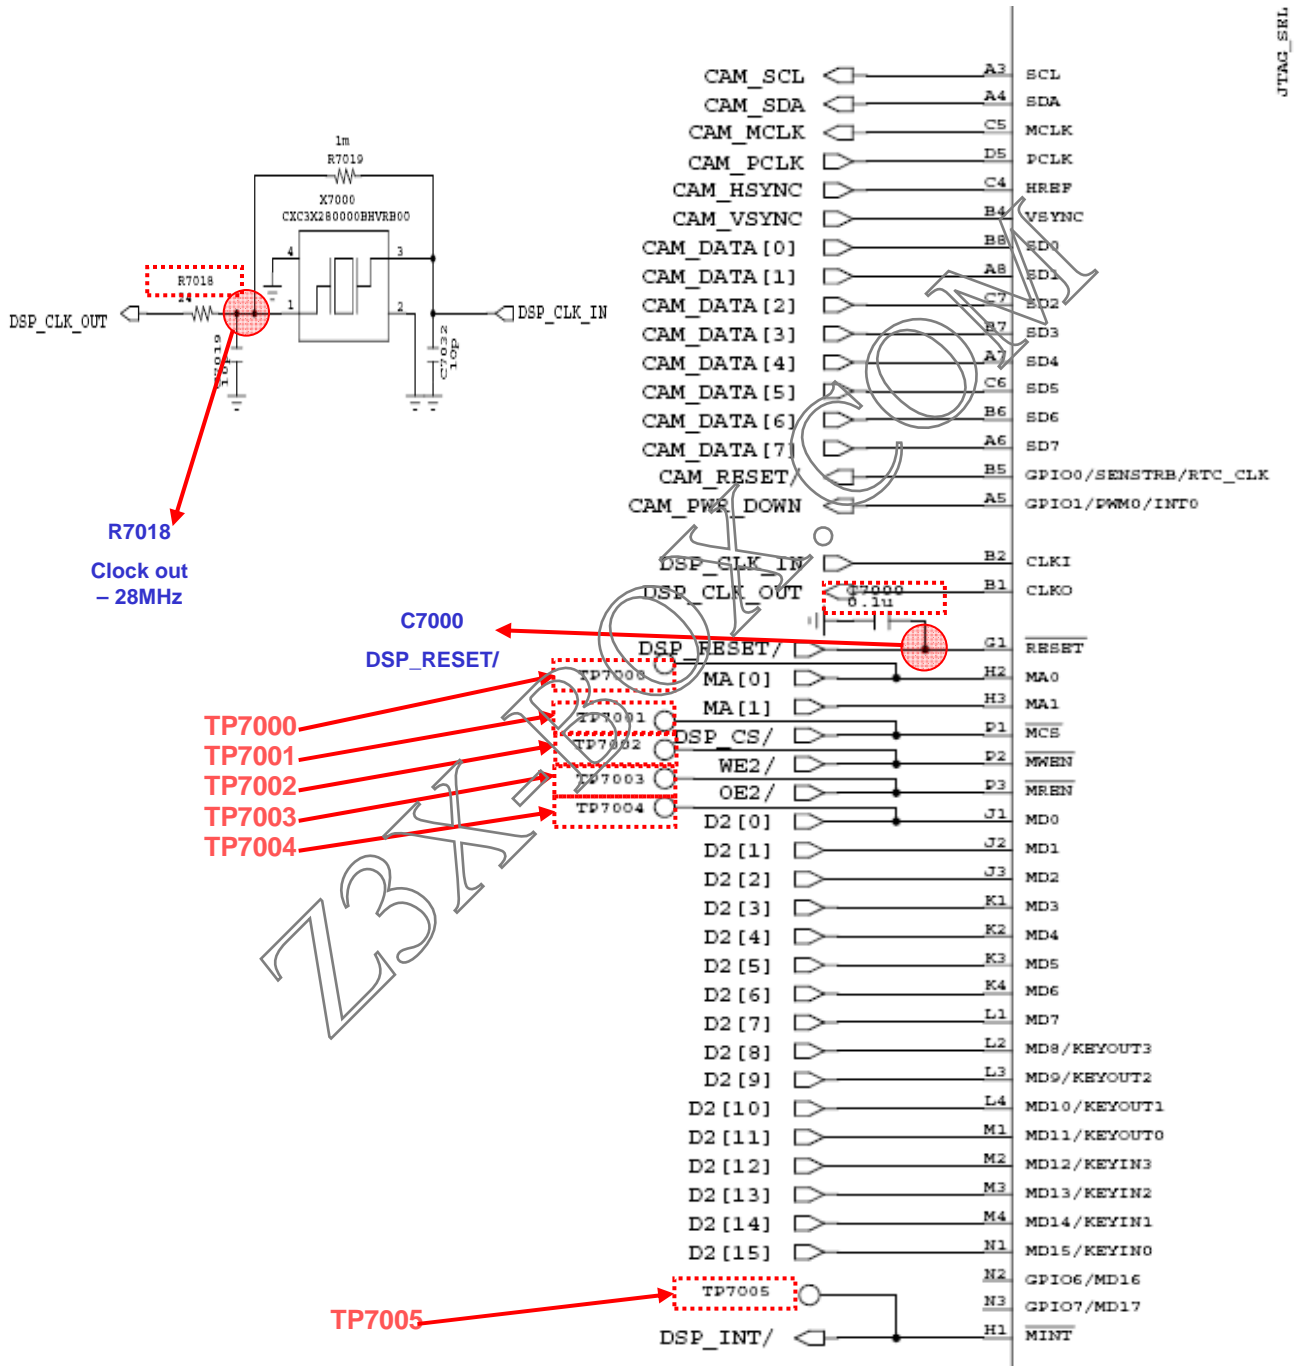 JTAG_SEL
1m
R7019
X7000
CXC3X280000BHVRB00
4
3
1
2
R7018
24
DSP_CLK_OUT
DSP_CLK_IN
C7032
10p
R7018
Clock out
– 28MHz
CAM_SCL A3 SCL
CAM_SDA A4 SDA
CAM_MCLK C5 MCLK
CAM_PCLK D5 PCLK
CAM_HSYNC C4 HREF
CAM_VSYNC B4 VSYNC
CAM_DATA[0] B8 SD0
CAM_DATA[1] A8 SD1
CAM_DATA[2] C7 SD2
CAM_DATA[3] B7 SD3
CAM_DATA[4] A7 SD4
CAM_DATA[5] C6 SD5
CAM_DATA[6] B6 SD6
CAM_DATA[7] A6 SD7
CAM_RESET/ B5 GPIO0/SENSTRB/RTC_CLK
CAM_PWR_DOWN A5 GPIO1/PWM0/INT0
DSP_CLK_IN B2 CLKI
DSP_CLK_OUT B1 CLKO
C7000
0.1u
C7000
DSP_RESET/
DSP_RESET/ G1 RESET
TP7000 MA[0] H2 MA0
MA[1] H3 MA1
TP7001 DSP_CS/ P1 MCS
TP7002 WE2/ P2 MWEN
TP7003 OE2/ P3 MREN
TP7004 D2[0] J1 MD0
TP7000
TP7001
TP7002
TP7003
TP7004
D2[1] J2 MD1
D2[2] J3 MD2
D2[3] K1 MD3
D2[4] K2 MD4
D2[5] K3 MD5
D2[6] K4 MD6
D2[7] L1 MD7
D2[8] L2 MD8/KEYOUT3
D2[9] L3 MD9/KEYOUT2
D2[10] L4 MD10/KEYOUT1
D2[11] M1 MD11/KEYOUT0
D2[12] M2 MD12/KEYIN3
D2[13] M3 MD13/KEYIN2
D2[14] M4 MD14/KEYIN1
D2[15] N1 MD15/KEYIN0
N2 GPIO6/MD16
TP7005
N3 GPIO7/MD17
TP7005
DSP_INT/ H1 MINT
Z3X-BOX.COM